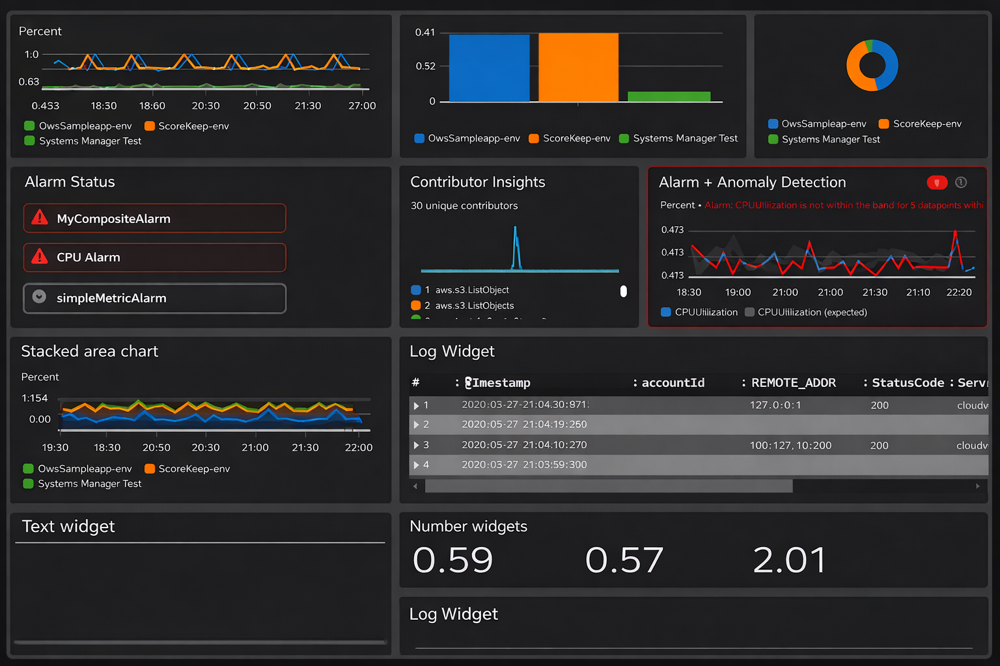 Percent
1:0
0.63
0.453 18:30 18:60 20:30 20:50 21:30 27:00
OwsSampleapp-env ScoreKeep-env
Systems Manager Test
0.41
0.52
0
OwsSampleapp-env ScoreKeep-env Systems Manager Test
OwsSampleap-env ScoreKeep-env
Systems Manager Test
Alarm Status
MyCompositeAlarm
CPU Alarm
simpleMetricAlarm
Contributor Insights
30 unique contributors
1 aws.s3.ListObject
2 aws.s3.ListObjects
Alarm + Anomaly Detection
Percent • Alarm: CPUUtilization is not within the band for 5 datapoints withi
0.473
0.413
0.413
18:30 19:00 21:00 21:00 21:30 21:10 22:20
CPUUtilization CPUUtilization (expected)
Stacked area chart
Percent
1:154
0.00
19:30 18:30 20:50 20:30 21:00 21:30 22:00
OwsSampleapp-env ScoreKeep-env
Systems Manager Test
Log Widget
# : Imestamp : accountId : REMOTE_ADDR : StatusCode : Serv
1 2020:03-27-21:04.30:871: 127.0:0:1 200 cloudv
2 2020:05-27 21:04:19:260
3 2020:05-27 21:04:10:270 100:127,10:200 200 cloudv
4 2020:03-27 21:03:59:300
Text widget
Number widgets
0.59 0.57 2.01
Log Widget